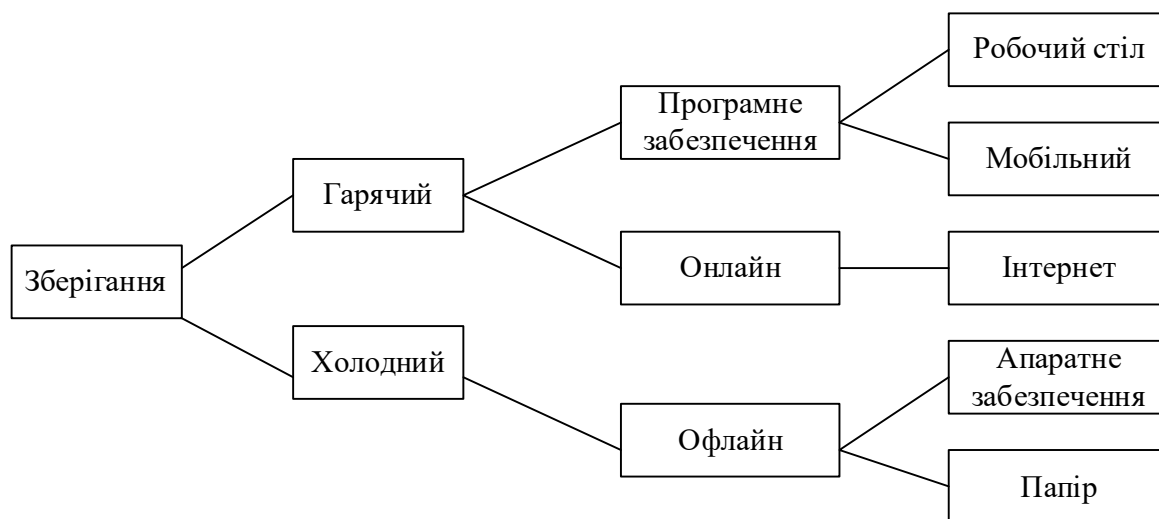 Зберігання
Гарячий
Холодний
Програмне
забезпечення
Онлайн
Офлайн
Робочий стіл
Мобільний
Інтернет
Апаратне
забезпечення
Папір